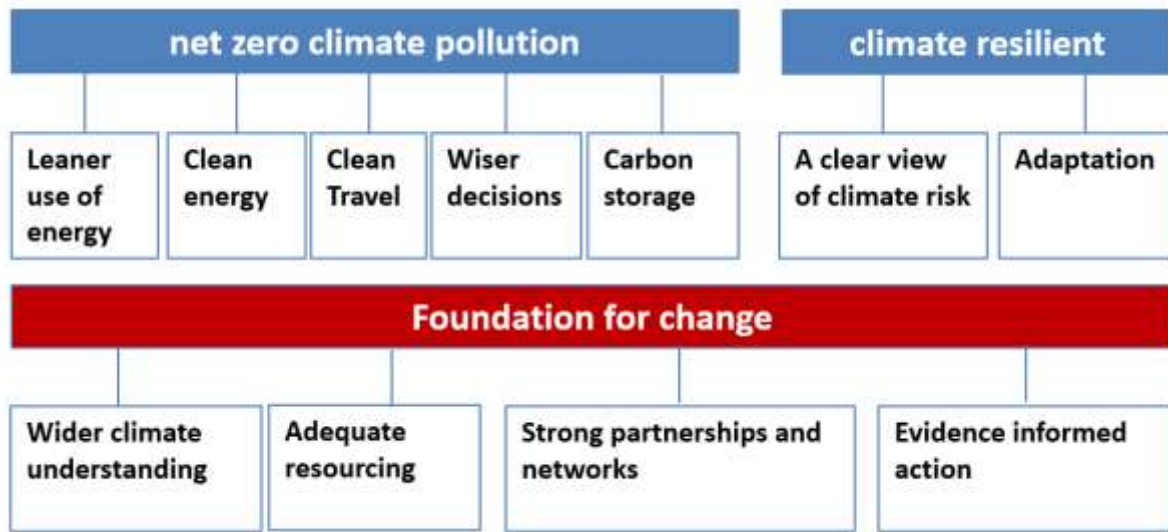 net zero climate pollution
climate resilient
Leaner
use of
energy
Clean
energy
Clean
Travel
Wiser
decisions
Carbon
storage
A clear view
of climate risk
Adaptation
Foundation for change
Wider climate
understanding
Adequate
resourcing
Strong partnerships and
networks
Evidence informed
action